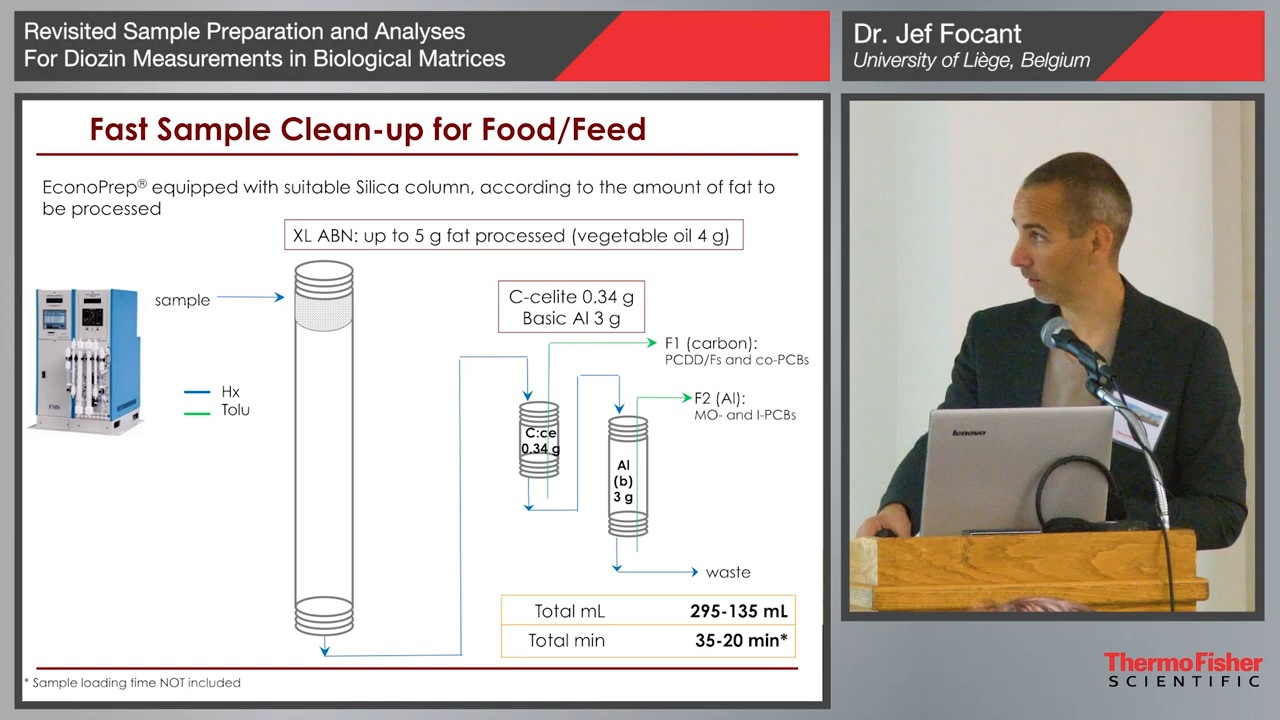 Revisited Sample Preparation and Analyses
For Diozin Measurements in Biological Matrices
Dr. Jef Focant
University of Liège, Belgium
Fast Sample Clean-up for Food/Feed
EconoPrep® equipped with suitable Silica column, according to the amount of fat to
be processed
XL ABN: up to 5 g fat processed (vegetable oil 4 g)
sample
C-celite 0.34 g
Basic Al 3 g
F1 (carbon):
PCDD/Fs and co-PCBs
Hx
Tolu
F2 (Al):
MO- and I-PCBs
FMS
C:ce
0.34 g
Al
(b)
3 g
waste
Total mL 295-135 mL
Total min 35-20 min*
* Sample loading time NOT included
lenovo
ThermoFisher
SCIENTIFIC